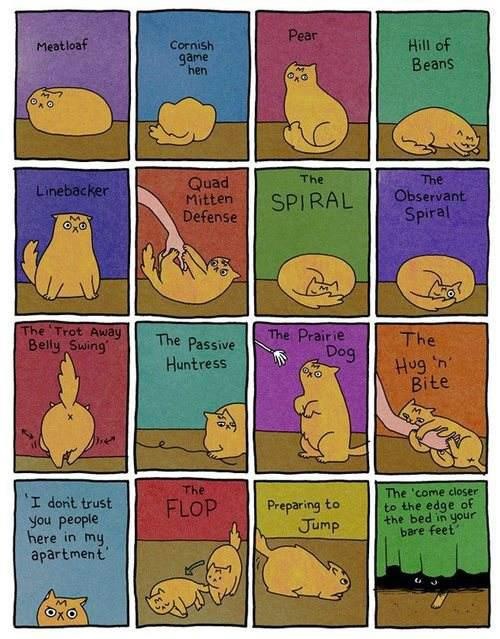 Meatloaf
Cornish
game
hen
Pear
Hill of
Beans
Linebacker
Quad
Mitten
Defense
The
SPIRAL
The
Observant
Spiral
The 'Trot Away
Belly Swing'
The Passive
Huntress
The Prairie
Dog
The
Hug 'n'
Bite
'I don't trust
you people
here in my
apartment'
The
FLOP
Preparing to
Jump
The 'come closer
to the edge of
the bed in your
bare feet'